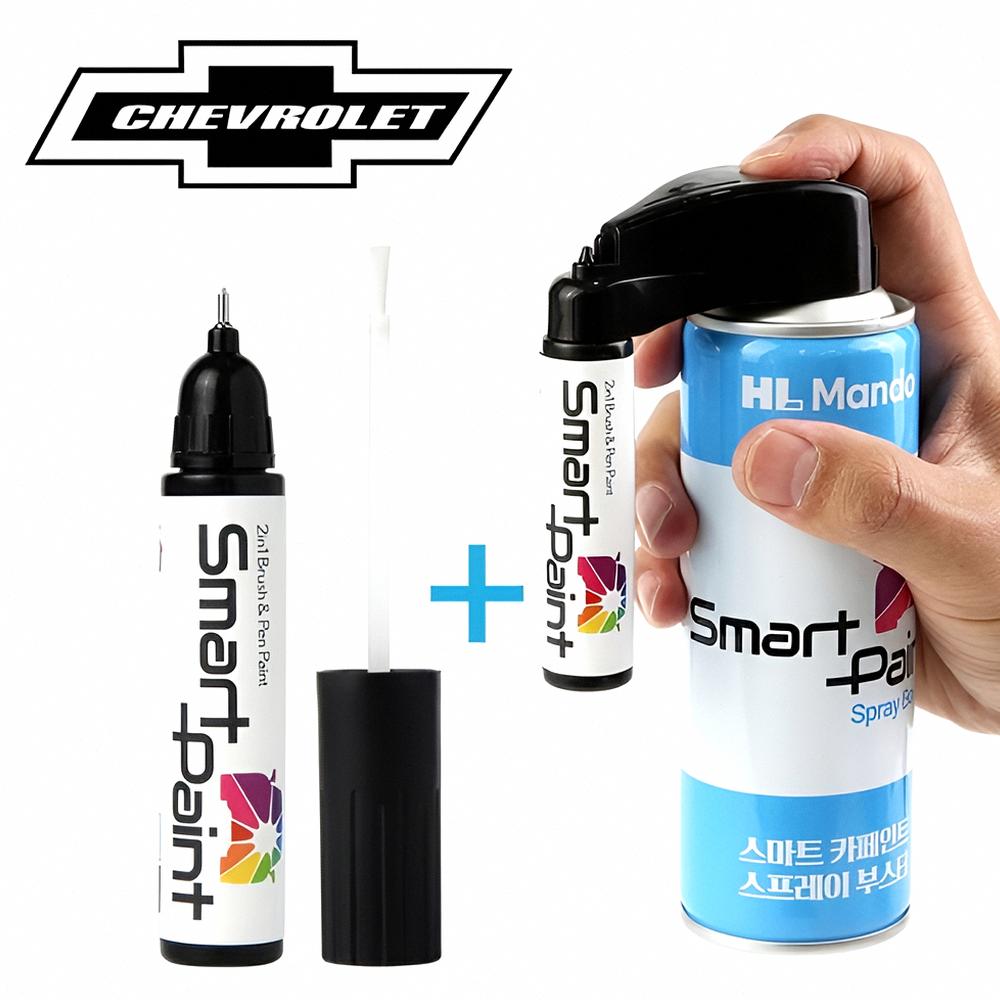 CHEVROLET
2in1 Brush & Pen Paint
Smart
Paint
2in1 Brush & Pen Paint
Smart
Paint
HL Mando
Smart
Spray
스마트 카페인트
스프레이 부스터